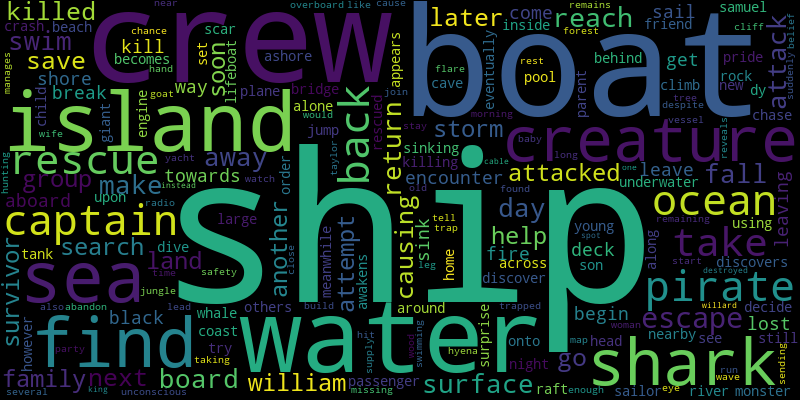 killed
crash
beach
swim
near
chance
kill
becomes
hand
set
scar
lifeboat
soon
overboard
like
cause
crew
boat
later
come
inside
reach
remains
forest
sail
friend
samuel
cliff
attack
suddenly
belief
save
shore
break
manages
child
giant
engine
goat
way
ashore
plane
bridge
alone
would
jump
rescued
back
appears
eventually
flare
cave
rest
pool
parent
behind
get
climb
tree
despite
vessel
pride
rock
new
dy
chase
reveals
island
wife
rescue
away
towards
group
make
upon
aboard
hunting
yacht
instead
watch
order
taylor
stay
killing
return
morning
storm
sinking
encounter
join
old
cable
baby
long
creature
attacked
underwater
one
leave
fall
found
ocean
remaining
using
leaving
captain
search
dive
tank
radio
large
another
close
meanwhile
attempt
awakens
causing
sink
leg
tell
trap
home
day
help
fire
across
discover
young
deck
son
spot
along
take
start
discovers
destroyed
sea
land
time
jungle
safety
ship
survivor
also
abandon
lead
whale
others
build
around
surprise
trapped
onto
begin
map
nearby
escape
pirate
willard
decide
lost
see
still
however
find
black
party
coast
try
taking
water
hit
supply
wood
swimming
hyena
night
go
head
woman
shark
run
wave
sending
family
next
several
king
board
unconscious
william
passenger
missing
surface
raft
enough
sailor
eye
river
monster